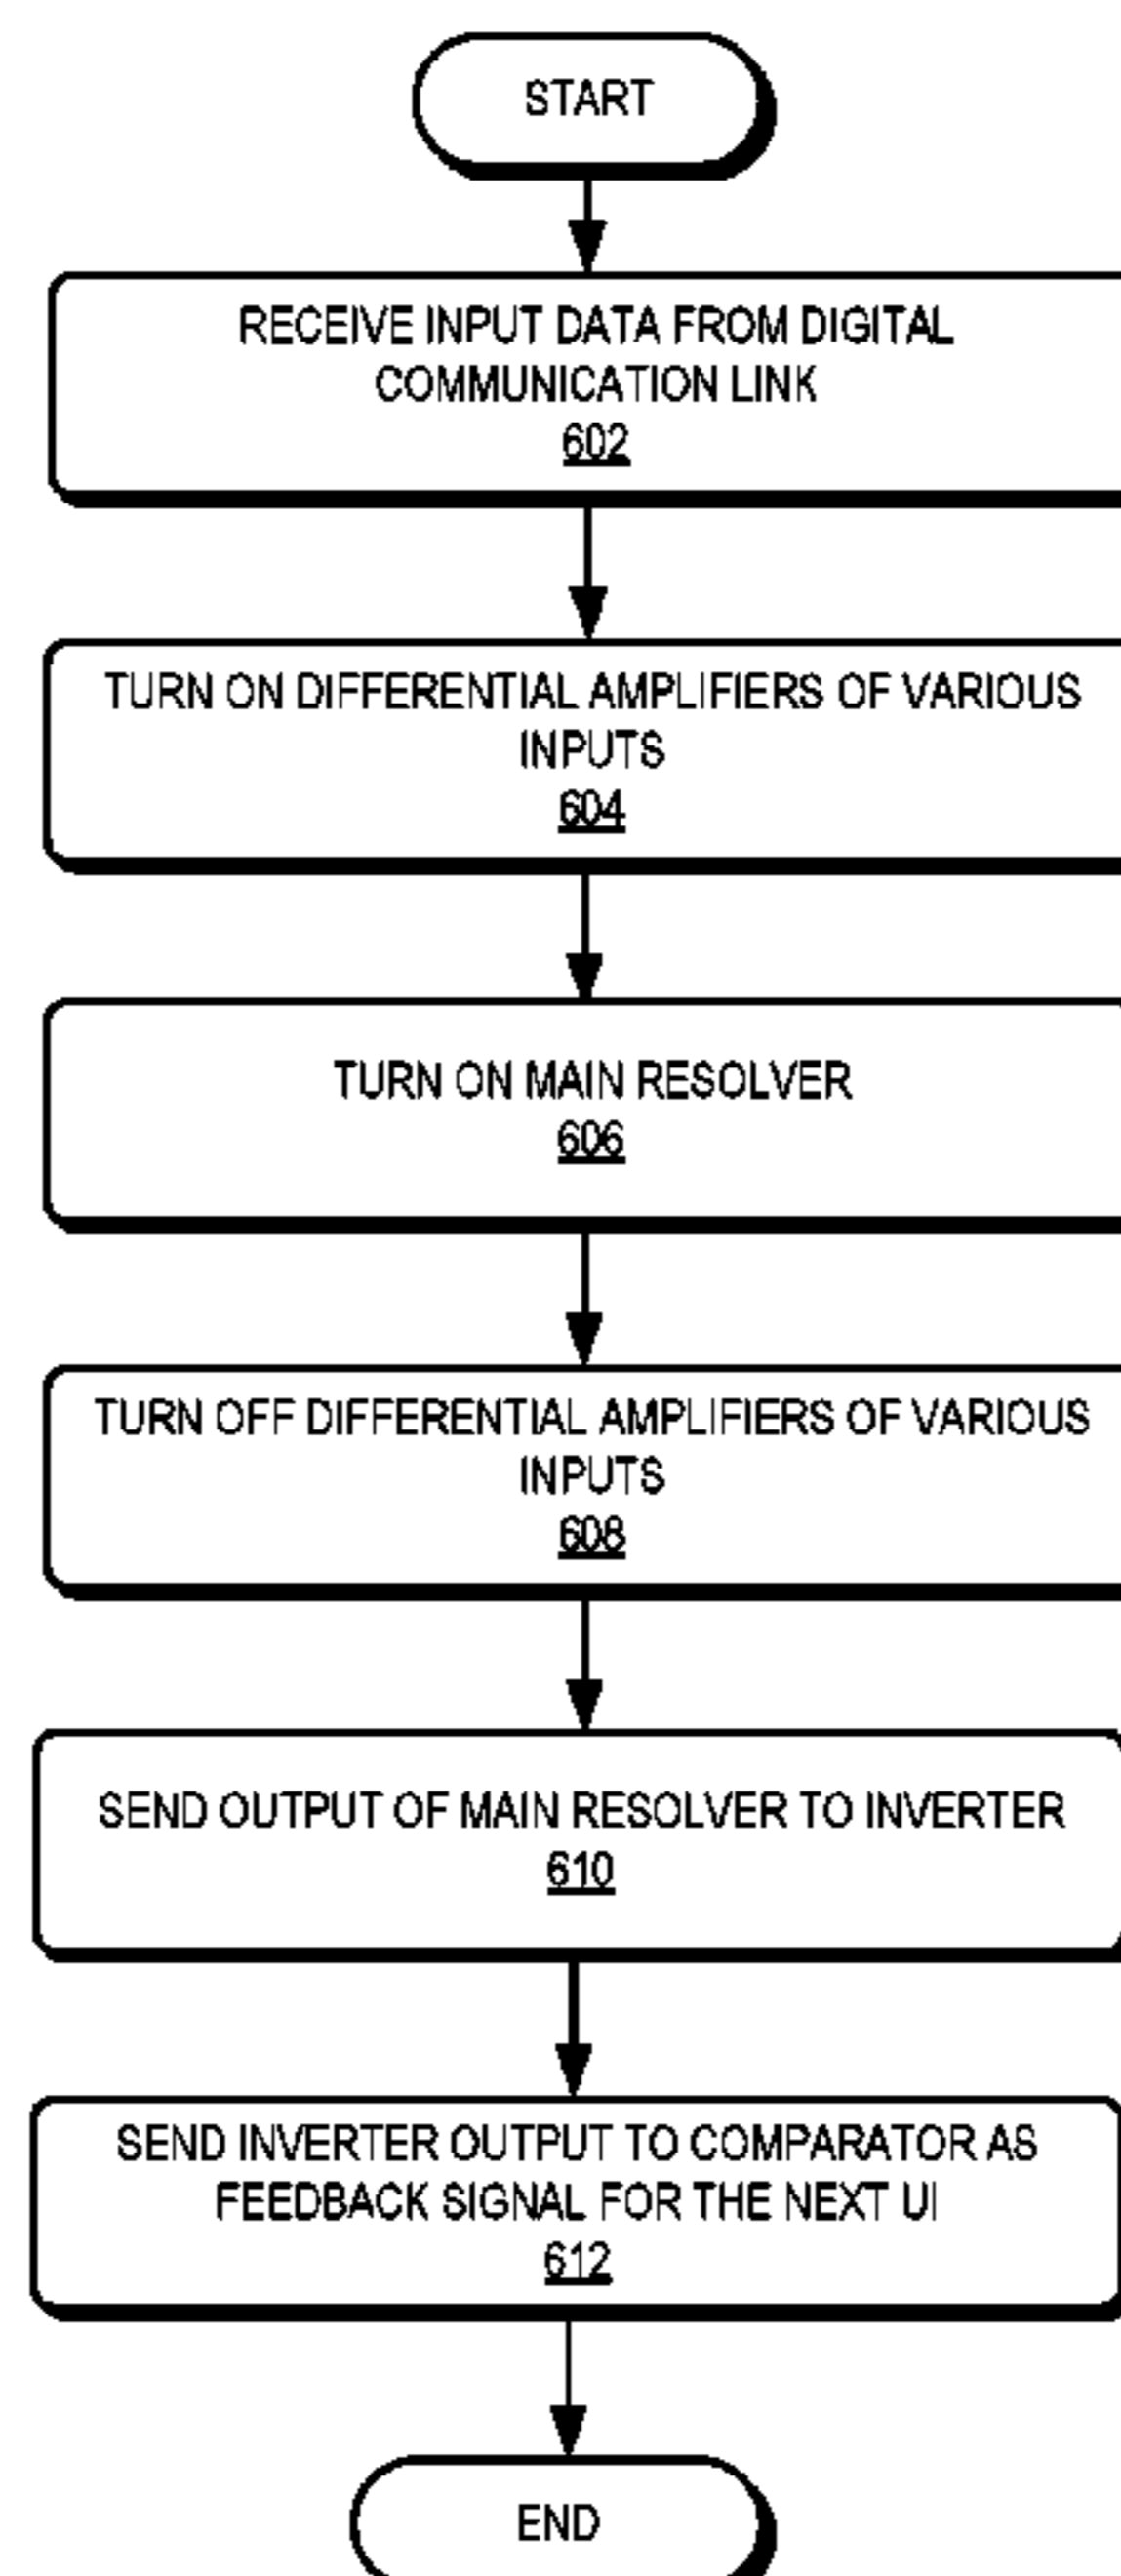 START
RECEIVE INPUT DATA FROM DIGITAL
COMMUNICATION LINK
602
TURN ON DIFFERENTIAL AMPLIFIERS OF VARIOUS
INPUTS
604
TURN ON MAIN RESOLVER
606
TURN OFF DIFFERENTIAL AMPLIFIERS OF VARIOUS
INPUTS
608
SEND OUTPUT OF MAIN RESOLVER TO INVERTER
610
SEND INVERTER OUTPUT TO COMPARATOR AS
FEEDBACK SIGNAL FOR THE NEXT UI
612
END